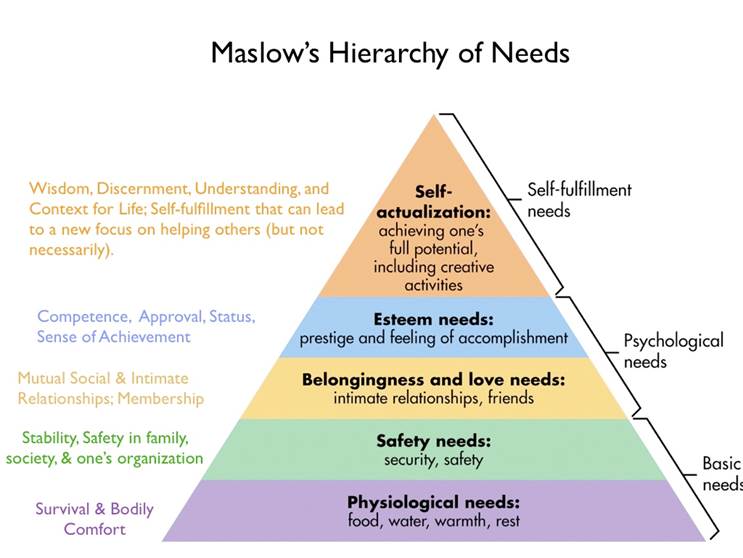 Maslow's Hierarchy of Needs
Wisdom, Discernment, Understanding, and
Context for Life; Self-fulfillment that can lead
to a new focus on helping others (but not
necessarily).
Self-
actualization:
achieving one's
full potential,
including creative
activities
Self-fulfillment
needs
Competence, Approval, Status,
Sense of Achievement
Esteem needs:
prestige and feeling of accomplishment
Psychological
needs
Mutual Social & Intimate
Relationships; Membership
Belongingness and love needs:
intimate relationships, friends
Stability, Safety in family,
society, & one's organization
Safety needs:
security, safety
Basic
needs
Survival & Bodily
Comfort
Physiological needs:
food, water, warmth, rest